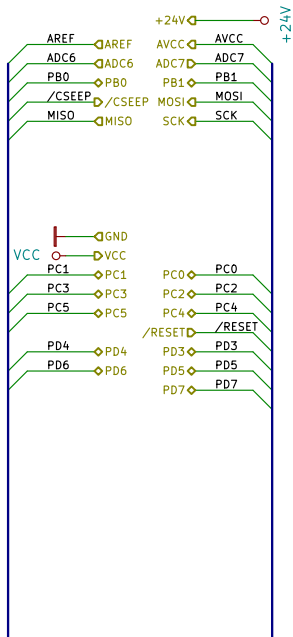 +24V +24V
AREF AREF AVCC AVCC
ADC6 ADC6 ADC7 ADC7
PB0 PB0 PB1 PB1
/CSEEP /CSEEP MOSI MOSI
MISO MISO SCK SCK
GND
VCC VCC
PC1 PC1 PC0 PC0
PC3 PC3 PC2 PC2
PC5 PC5 PC4 PC4
/RESET /RESET
PD4 PD4 PD3 PD3
PD6 PD6 PD5 PD5
PD7 PD7